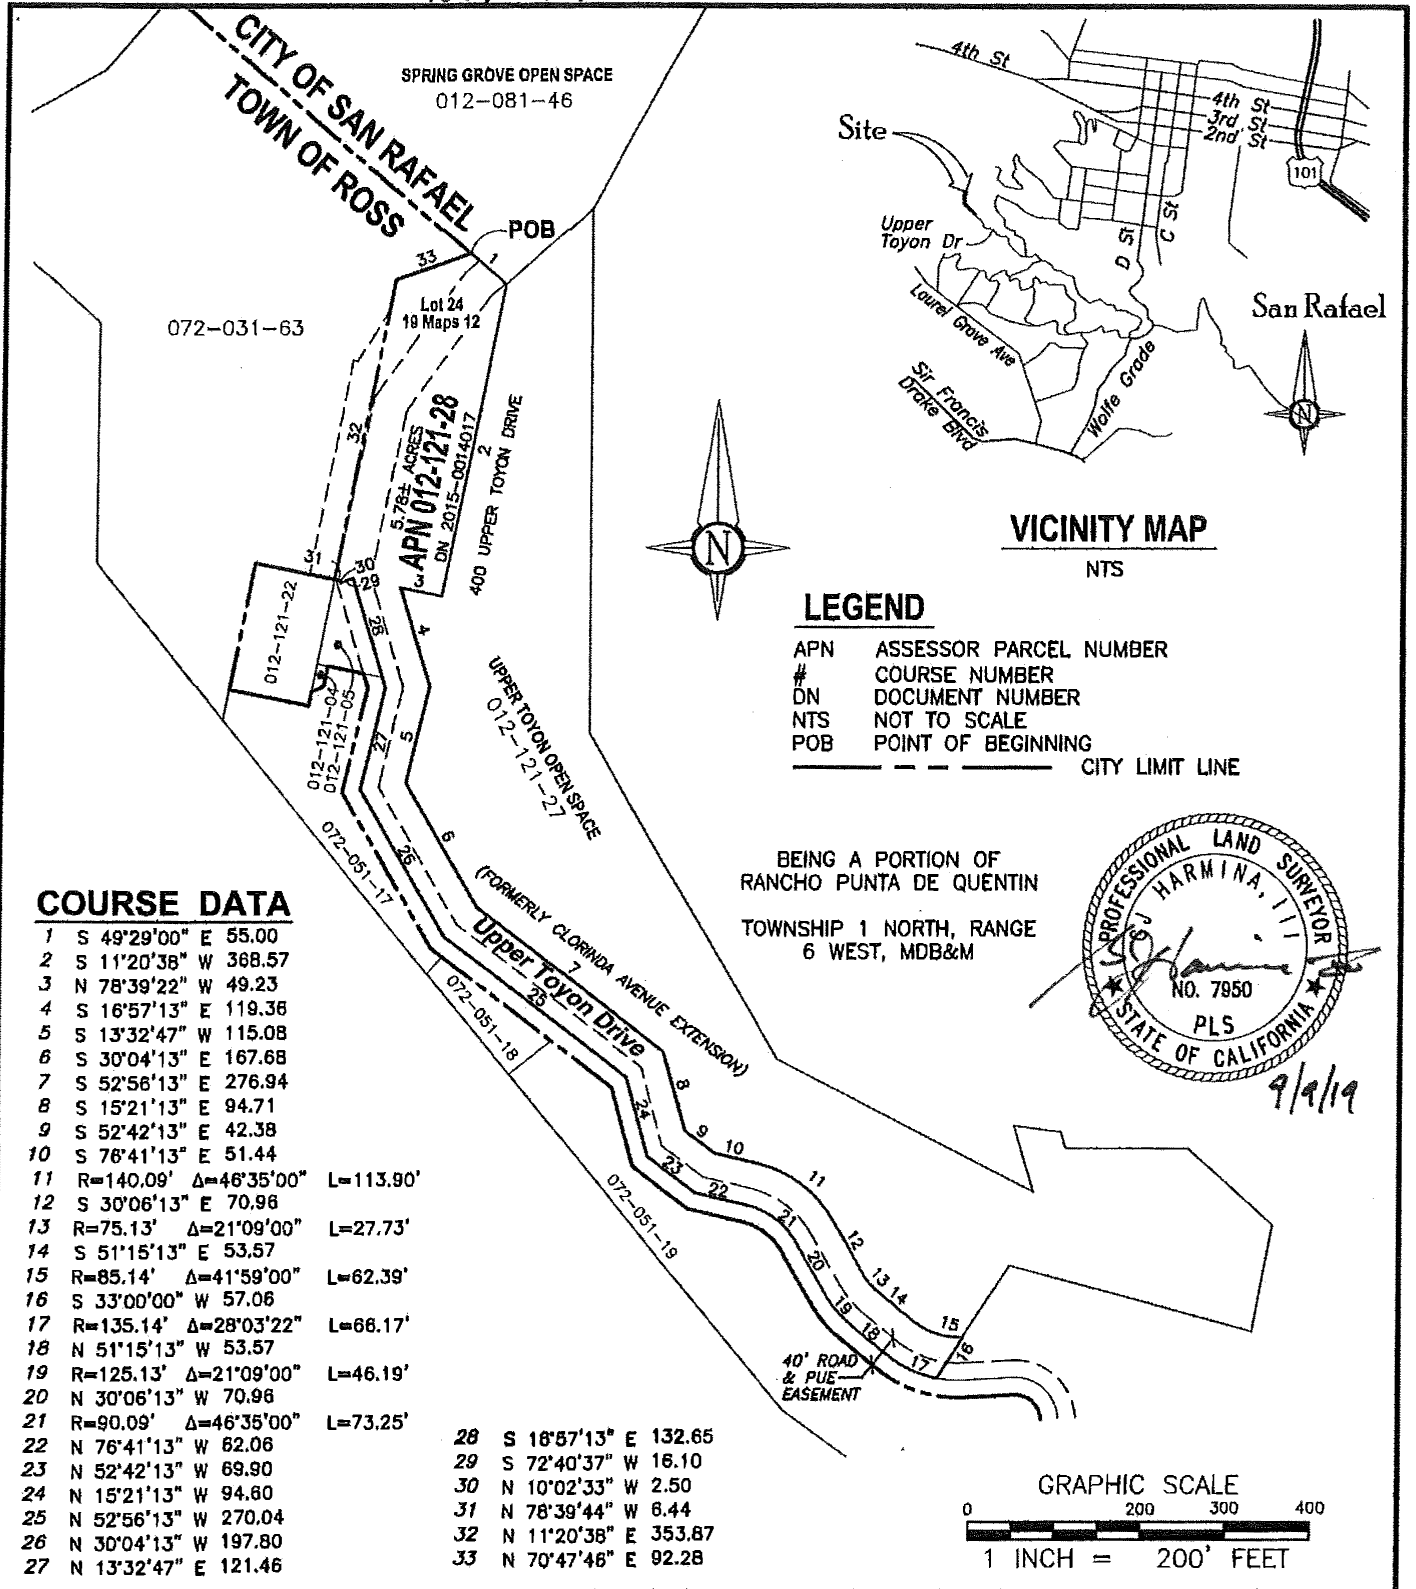 CITY OF SAN RAFAEL
TOWN OF ROSS
SPRING GROVE OPEN SPACE
012-081-46
POB
33
1
Lot 24
19 Maps 12
072-031-63
32
5.78± ACRES
APN 012-121-28
DN 2015-0014017
2
400 UPPER TOYON DRIVE
3
31
30
29
28
4
012-121-22
012-121-04
012-121-05
27
5
UPPER TOYON OPEN SPACE
012-121-27
26
6
072-051-17
(FORMERLY CLORINDA AVENUE EXTENSION)
7
Upper Toyon Drive
25
072-051-18
8
24
9
10
23
22
11
21
072-051-19
12
20
13
14
19
18
15
16
17
40' ROAD
& PUE
EASEMENT
4th St
4th St
3rd St
2nd St
101
Site
Upper
Toyon Dr
D St
C St
Laurel Grove Ave
San Rafael
Sir Francis
Drake Blvd
Wolfe Grade
N
N
VICINITY MAP
NTS
LEGEND
APN ASSESSOR PARCEL NUMBER
# COURSE NUMBER
DN DOCUMENT NUMBER
NTS NOT TO SCALE
POB POINT OF BEGINNING
CITY LIMIT LINE
BEING A PORTION OF
RANCHO PUNTA DE QUENTIN
TOWNSHIP 1 NORTH, RANGE
6 WEST, MDB&M
PROFESSIONAL LAND SURVEYOR
HARMINA, III
NO. 7950
PLS
STATE OF CALIFORNIA
9/9/19
COURSE DATA
1 S 49°29'00" E 55.00
2 S 11°20'38" W 368.57
3 N 78°39'22" W 49.23
4 S 16°57'13" E 119.36
5 S 13°32'47" W 115.08
6 S 30°04'13" E 167.68
7 S 52°56'13" E 276.94
8 S 15°21'13" E 94.71
9 S 52°42'13" E 42.38
10 S 76°41'13" E 51.44
11 R=140.09' Δ=46°35'00" L=113.90'
12 S 30°06'13" E 70.96
13 R=75.13' Δ=21°09'00" L=27.73'
14 S 51°15'13" E 53.57
15 R=85.14' Δ=41°59'00" L=62.39'
16 S 33°00'00" W 57.06
17 R=135.14' Δ=28°03'22" L=66.17'
18 N 51°15'13" W 53.57
19 R=125.13' Δ=21°09'00" L=46.19'
20 N 30°06'13" W 70.96
21 R=90.09' Δ=46°35'00" L=73.25'
22 N 76°41'13" W 62.06
23 N 52°42'13" W 69.90
24 N 15°21'13" W 94.60
25 N 52°56'13" W 270.04
26 N 30°04'13" W 197.80
27 N 13°32'47" E 121.46
28 S 16°57'13" E 132.65
29 S 72°40'37" W 16.10
30 N 10°02'33" W 2.50
31 N 78°39'44" W 6.44
32 N 11°20'38" E 353.87
33 N 70°47'46" E 92.28
GRAPHIC SCALE
0 200 300 400
1 INCH = 200' FEET